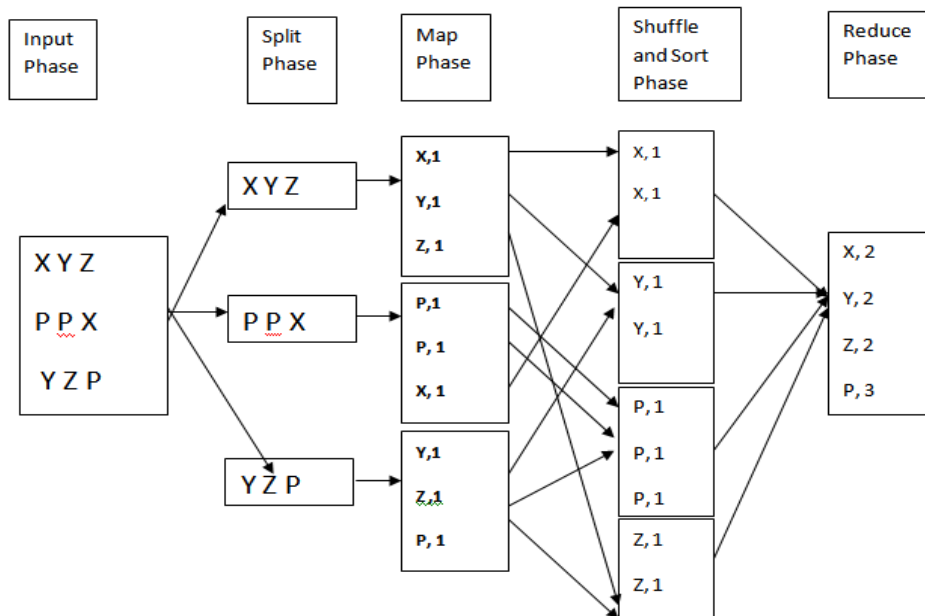 Input
Phase
Split
Phase
Map
Phase
Shuffle
and Sort
Phase
Reduce
Phase
X Y Z
P P X
Y Z P
X Y Z
P P X
Y Z P
X,1
Y,1
Z, 1
P,1
P, 1
X, 1
Y,1
Z,1
P, 1
X, 1
X, 1
Y, 1
Y, 1
P, 1
P, 1
P, 1
Z, 1
Z, 1
X, 2
Y, 2
Z, 2
P, 3